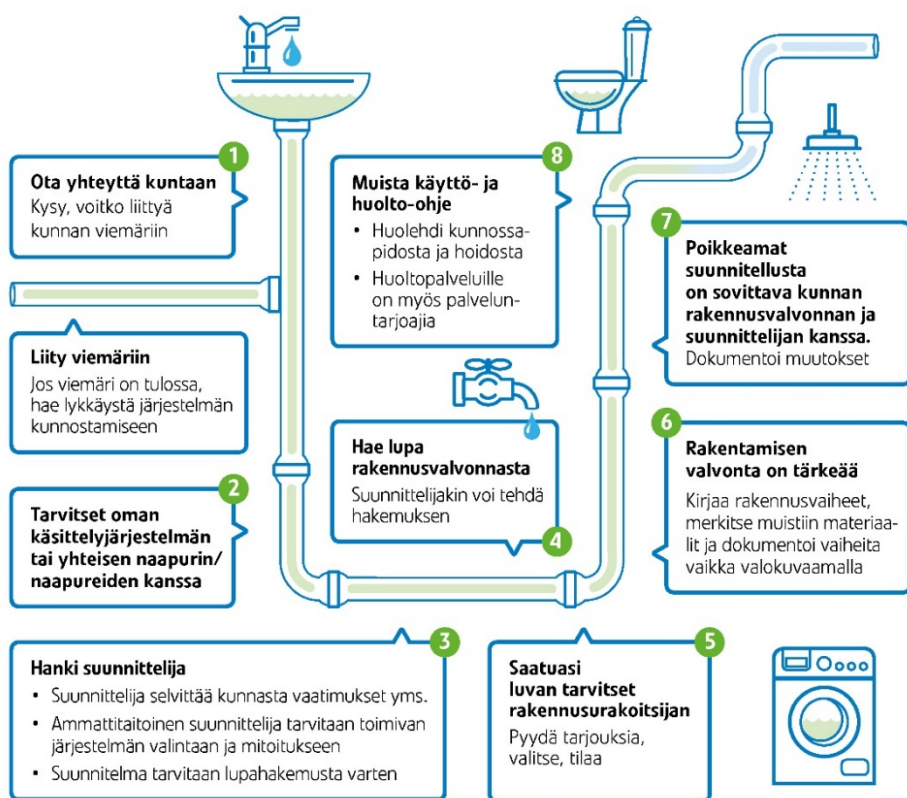 1
Ota yhteyttä kuntaan
Kysy, voitko liittyä
kunnan viemäriin
Liity viemäriin
Jos viemäri on tulossa,
hae lykkäystä järjestelmän
kunnostamiseen
2
Tarvitset oman
käsittelyjärjestelmän
tai yhteisen naapurin/
naapureiden kanssa
3
Hanki suunnittelija
• Suunnittelija selvittää kunnasta vaatimukset yms.
• Ammattitaitoinen suunnittelija tarvitaan toimivan
järjestelmän valintaan ja mitoitukseen
• Suunnitelma tarvitaan lupahakemusta varten
Hae lupa
rakennusvalvonnasta
Suunnittelijakin voi tehdä
hakemuksen
4
5
Saatuasi
luvan tarvitset
rakennusurakoitsijan
Pyydä tarjouksia,
valitse, tilaa
6
Rakentamisen
valvonta on tärkeää
Kirjaa rakennusvaiheet,
merkitse muistiin materiaa-
lit ja dokumentoi vaiheita
vaikka valokuvaamalla
7
Poikkeamat
suunnitellusta
on sovittava kunnan
rakennusvalvonnan ja
suunnittelijan kanssa.
Dokumentoi muutokset
8
Muista käyttö- ja
huolto-ohje
• Huolehdi kunnossa-
pidosta ja hoidosta
• Huoltopalveluille
on myös palvelun-
tarjoajia